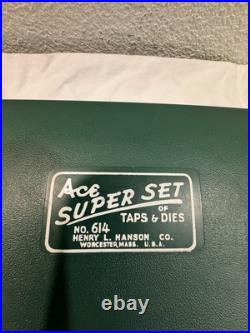 Ace
SUPER SET
OF
TAPS & DIES
NO. 614
HENRY L. HANSON CO.
WORCESTER, MASS. U.S.A.